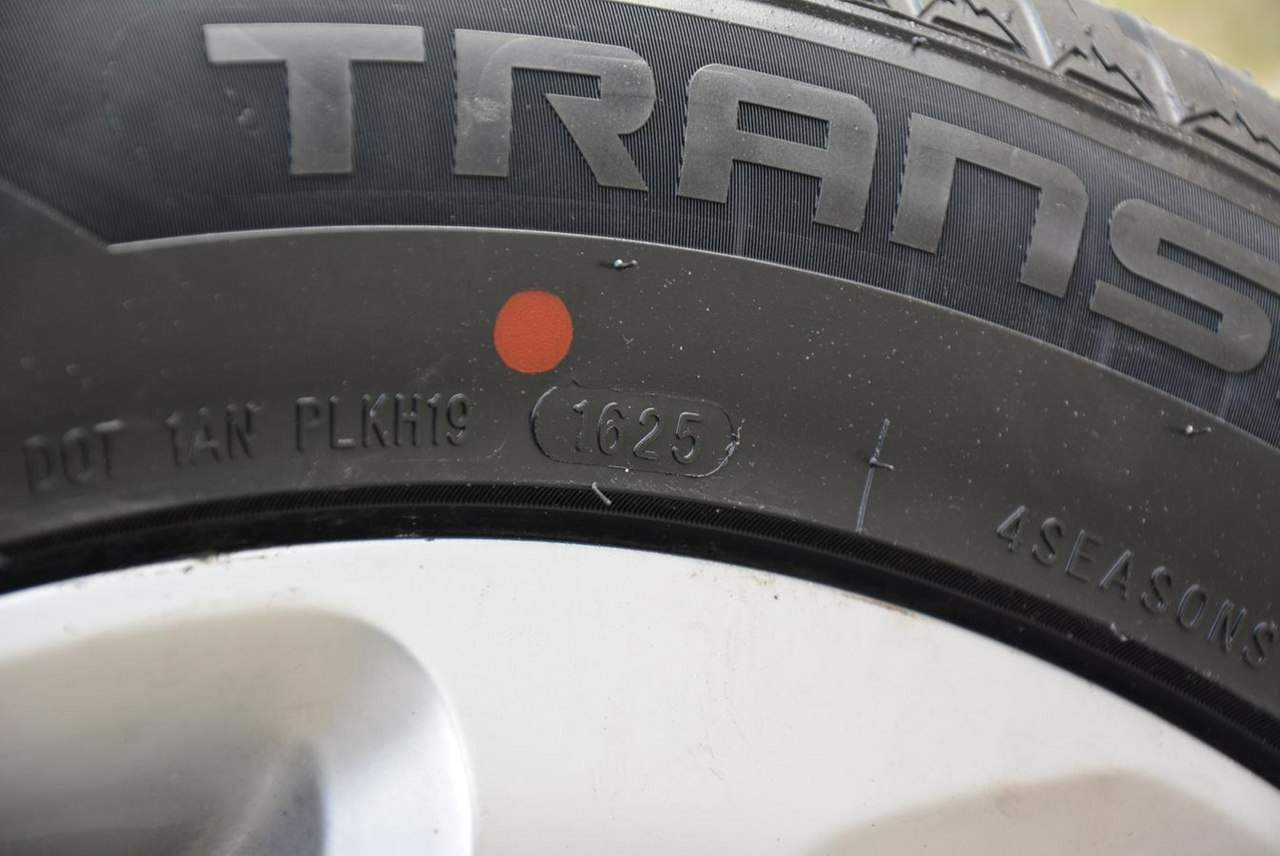 TRANS
DOT 1AN PLKH19 1625
4SEASONS